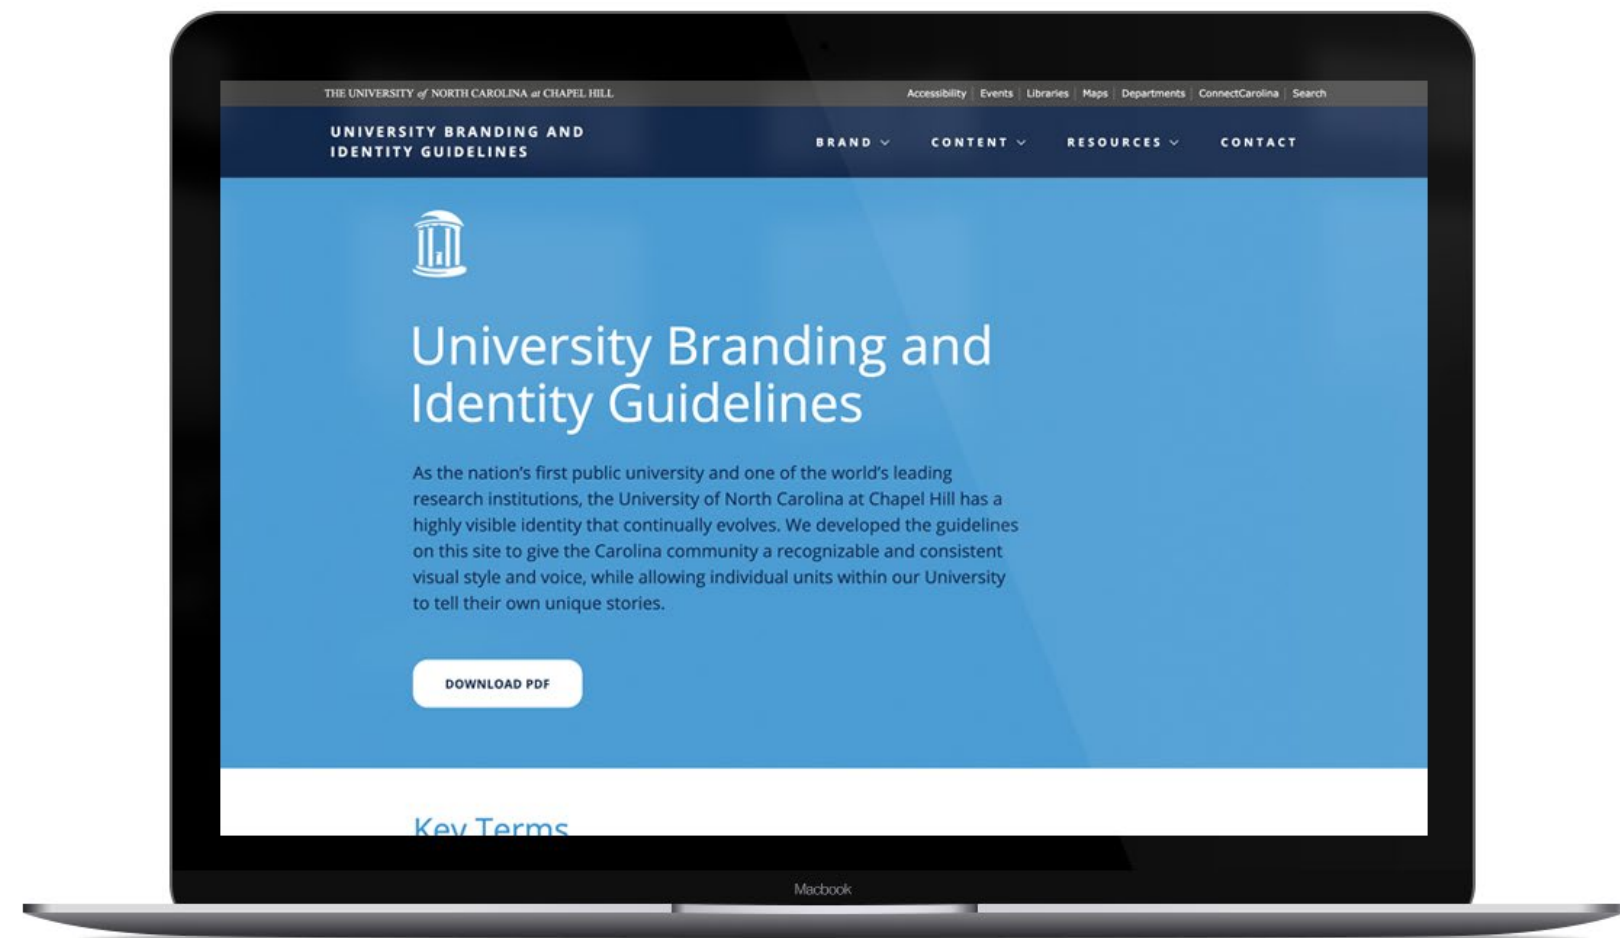 THE UNIVERSITY of NORTH CAROLINA at CHAPEL HILL
Accessibility | Events | Libraries | Maps | Departments | ConnectCarolina | Search
UNIVERSITY BRANDING AND
IDENTITY GUIDELINES
BRAND
CONTENT
RESOURCES
CONTACT
University Branding and
Identity Guidelines
As the nation’s first public university and one of the world’s leading
research institutions, the University of North Carolina at Chapel Hill has a
highly visible identity that continually evolves. We developed the guidelines
on this site to give the Carolina community a recognizable and consistent
visual style and voice, while allowing individual units within our University
to tell their own unique stories.
DOWNLOAD PDF
Key Terms
Macbook